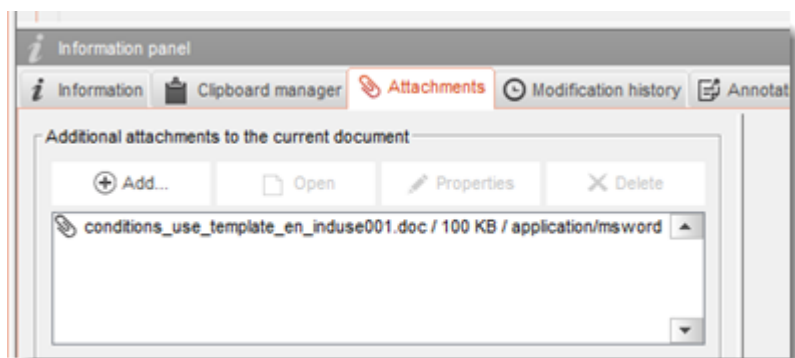 Information panel
Information Clipboard manager Attachments Modification history Annotat
Additional attachments to the current document
Add... Open Properties Delete
conditions_use_template_en_induse001.doc / 100 KB / application/msword